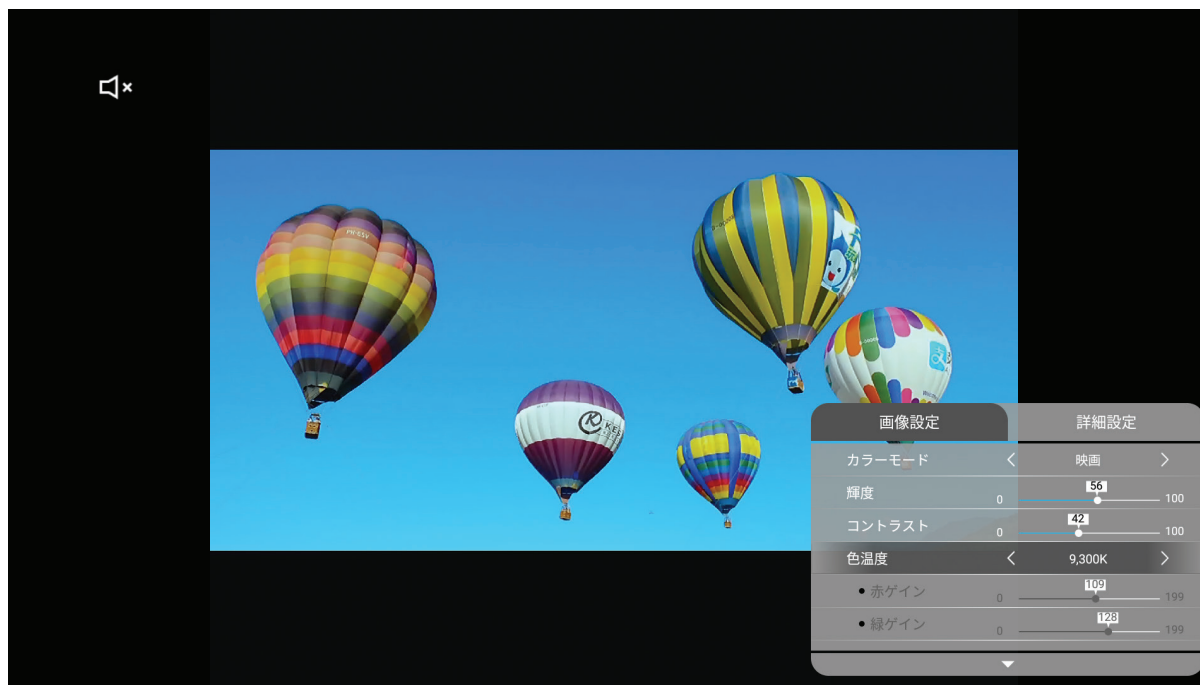 PH-ESV
画像設定
詳細設定
カラーモード
映画
輝度
0
56
100
コントラスト
0
42
100
色温度
9,300K
赤ゲイン
0
109
199
緑ゲイン
0
128
199